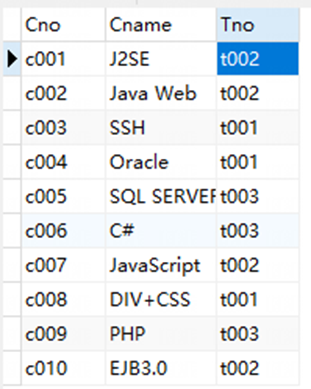 Cno Cname Tno
c001 J2SE t002
c002 Java Web t002
c003 SSH t001
c004 Oracle t001
c005 SQL SERVER t003
c006 C# t003
c007 JavaScript t002
c008 DIV+CSS t001
c009 PHP t003
c010 EJB3.0 t002